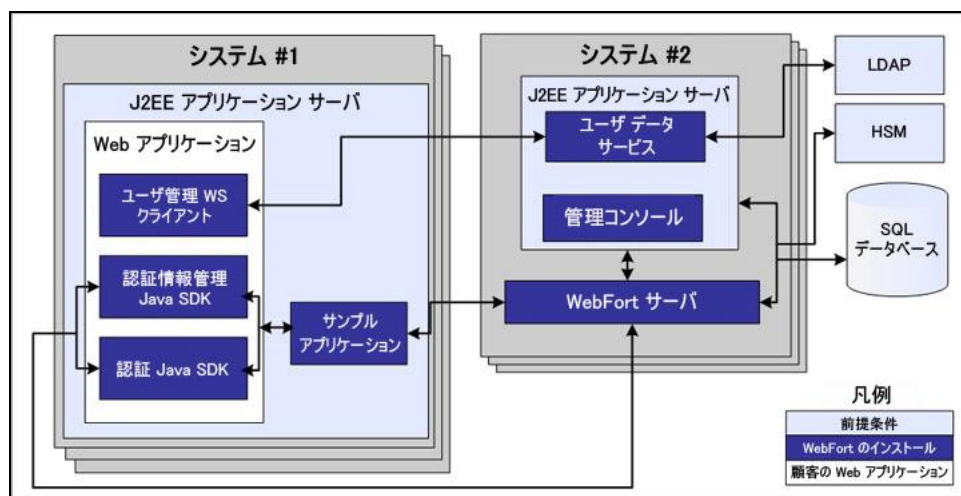 システム #1
J2EE アプリケーション サーバ
Web アプリケーション
ユーザ管理 WS
クライアント
認証情報管理
Java SDK
認証 Java SDK
サンプル
アプリケーション
システム #2
J2EE アプリケーション サーバ
ユーザ データ
サービス
管理コンソール
WebFort サーバ
LDAP
HSM
SQL
データベース
凡例
前提条件
WebFort のインストール
顧客の Web アプリケーション